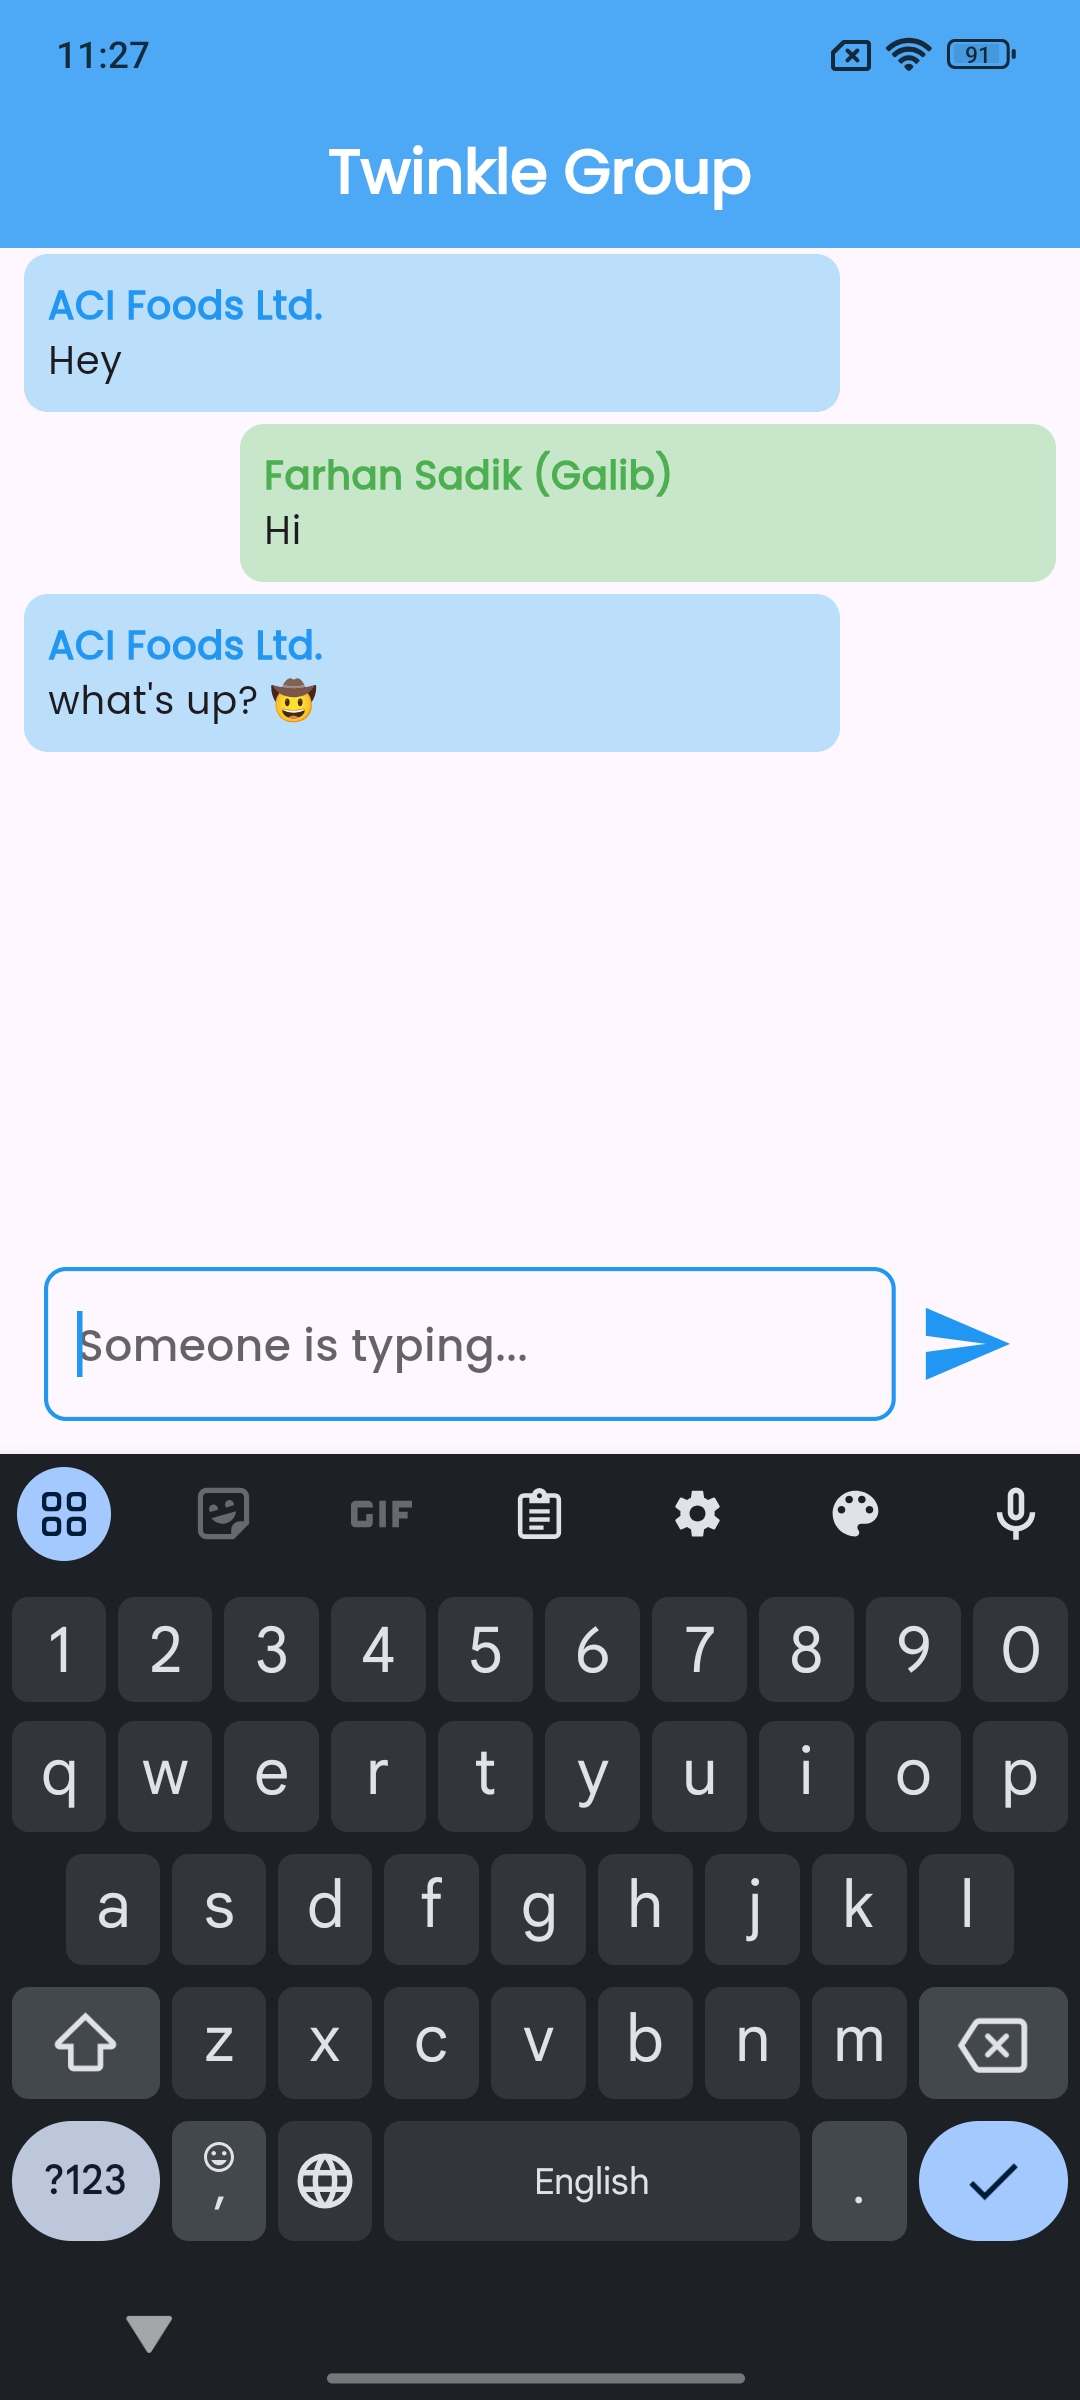 11:27
91
Twinkle Group
ACI Foods Ltd.
Hey
Farhan Sadik (Galib)
Hi
ACI Foods Ltd.
what's up? 🤠
Someone is typing...
GIF
1 2 3 4 5 6 7 8 9 0
q w e r t y u i o p
a s d f g h j k l
z x c v b n m
?123 , English .